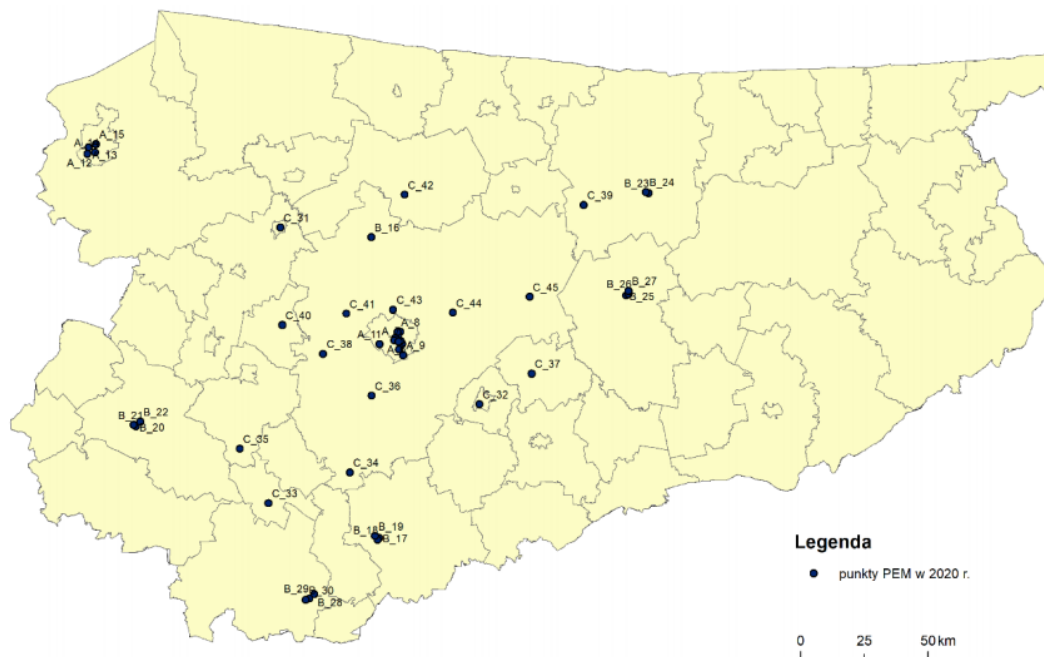 A_15
A_12
A_13
C_42
B_23
B_24
C_39
C_31
B_16
B_27
B_26
B_25
C_45
C_41
C_43
C_44
A_8
A_11
C_40
A_9
C_38
C_37
C_36
C_32
B_21
B_22
B_20
C_35
C_34
C_33
B_18
B_19
B_17
B_29
B_30
B_28
Legenda
punkty PEM w 2020 r.
0 25 50 km